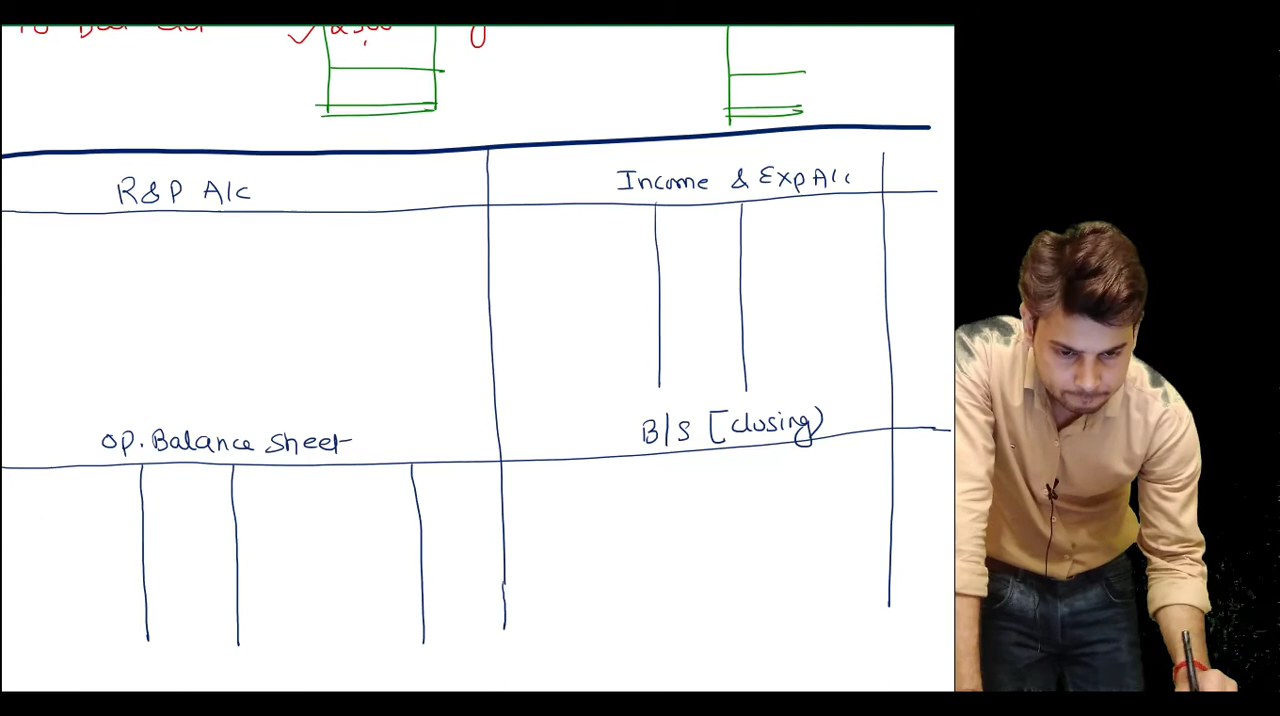 R&P A/c
Income & Exp A/c
Op. Balance Sheet
B/S [closing)